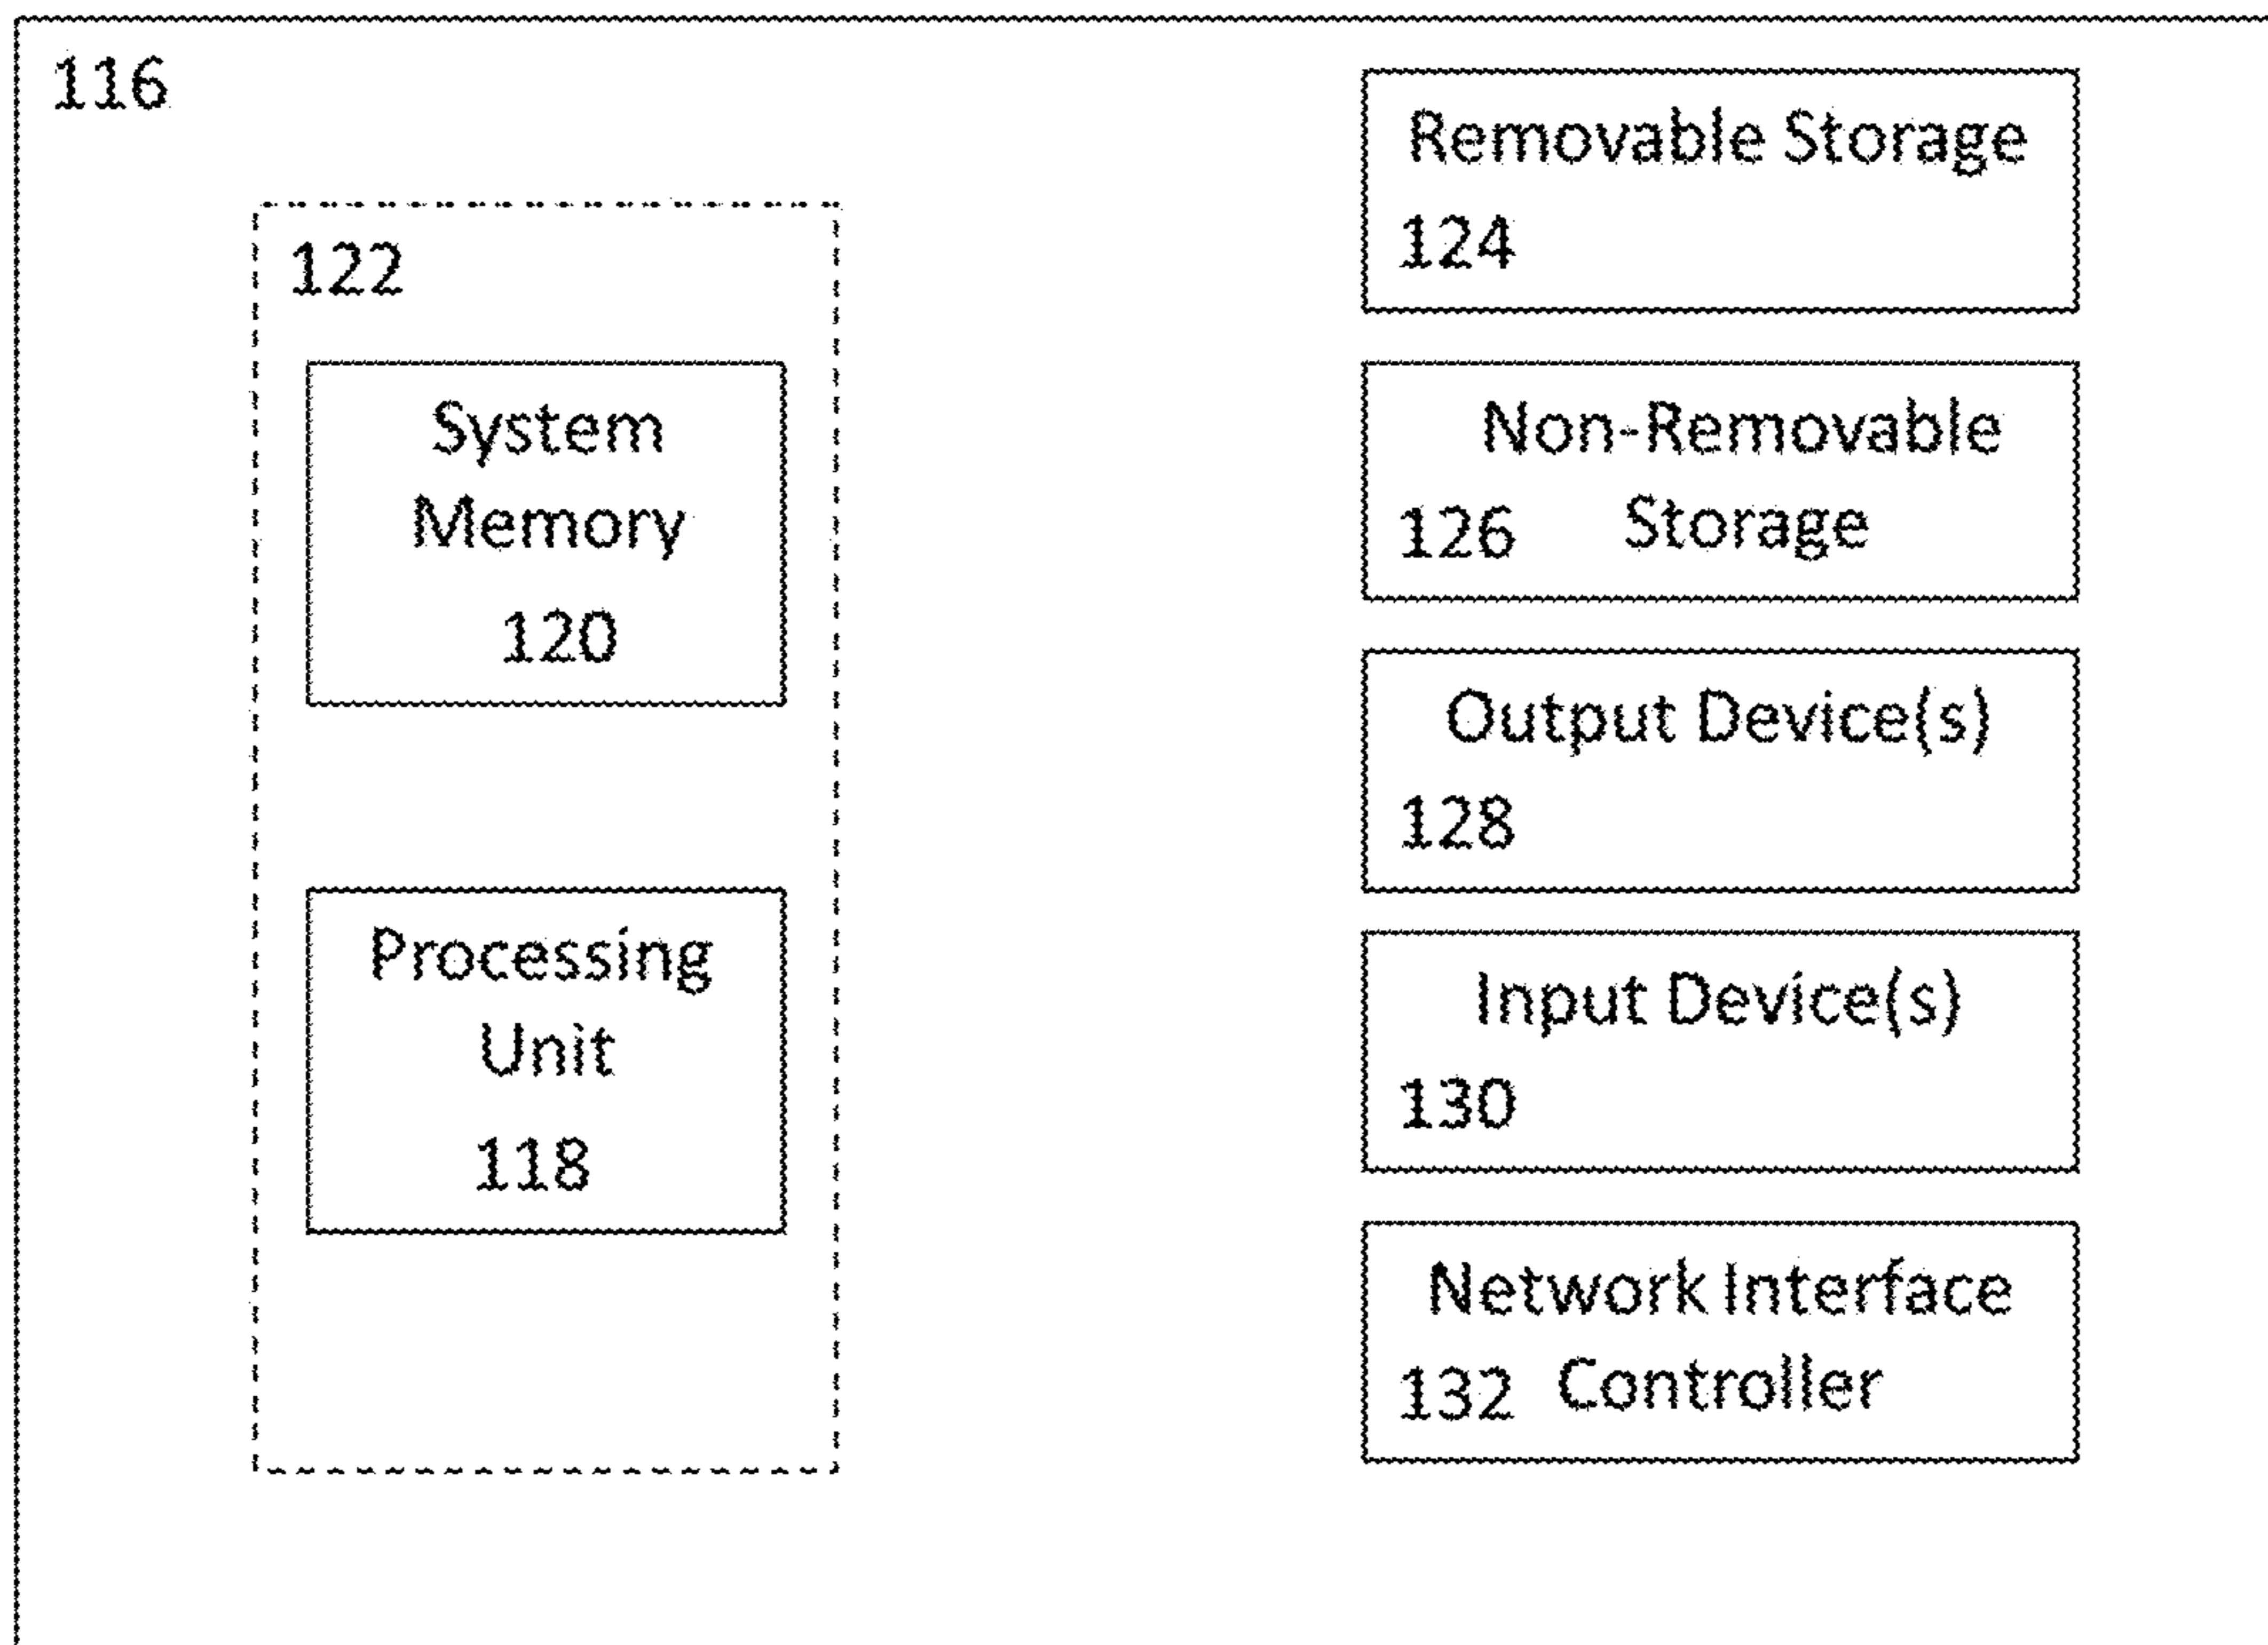 116
122
System
Memory
120
Processing
Unit
118
Removable Storage
124
Non-Removable
126 Storage
Output Device(s)
128
Input Device(s)
130
Network Interface
132 Controller